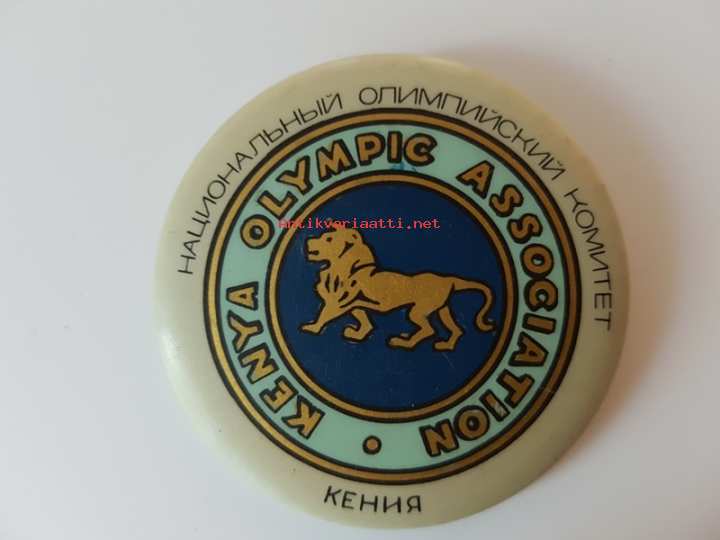 НАЦИОНАЛЬНЫЙ ОЛИМПИЙСКИЙ КОМИТЕТ
KENYA OLYMPIC ASSOCIATION
КЕНИЯ
Antikvariaatti.net